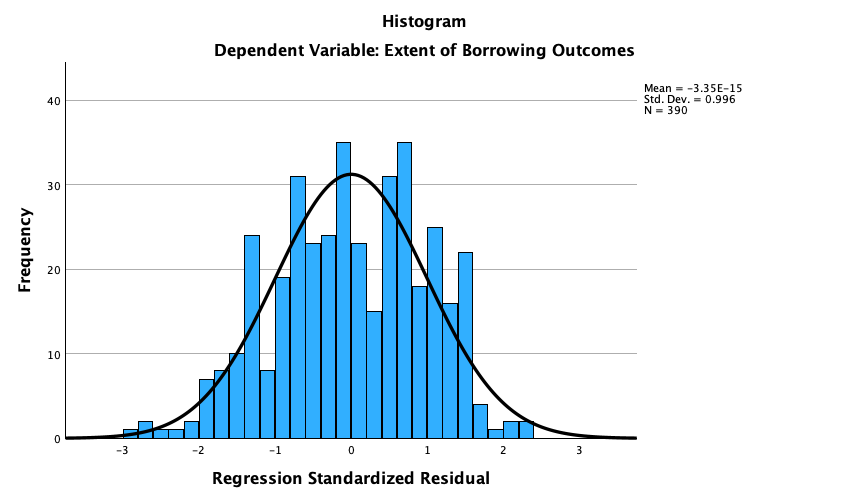 Histogram
Dependent Variable: Extent of Borrowing Outcomes
Mean = -3.35E-15
Std. Dev. = 0.996
N = 390
40
30
20
10
0
Frequency
-3 -2 -1 0 1 2 3
Regression Standardized Residual